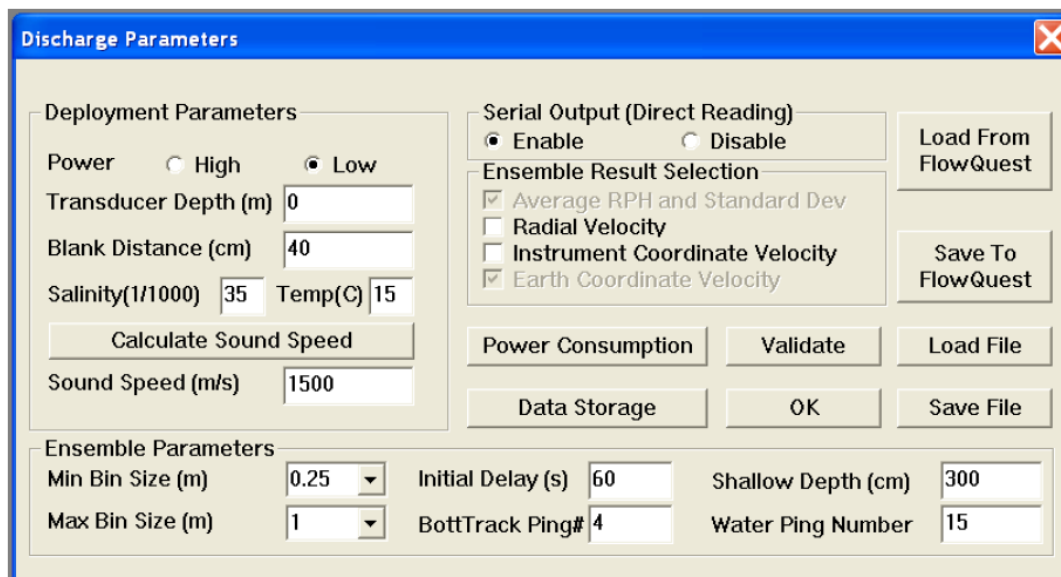 Discharge Parameters
Deployment Parameters
Power High Low
Transducer Depth (m) 0
Blank Distance (cm) 40
Salinity(1/1000) 35 Temp(C) 15
Calculate Sound Speed
Sound Speed (m/s) 1500
Serial Output (Direct Reading)
Enable Disable
Ensemble Result Selection
Average RPH and Standard Dev
Radial Velocity
Instrument Coordinate Velocity
Earth Coordinate Velocity
Load From
FlowQuest
Save To
FlowQuest
Power Consumption Validate Load File
Data Storage OK Save File
Ensemble Parameters
Min Bin Size (m) 0.25 Initial Delay (s) 60 Shallow Depth (cm) 300
Max Bin Size (m) 1 BottTrack Ping# 4 Water Ping Number 15